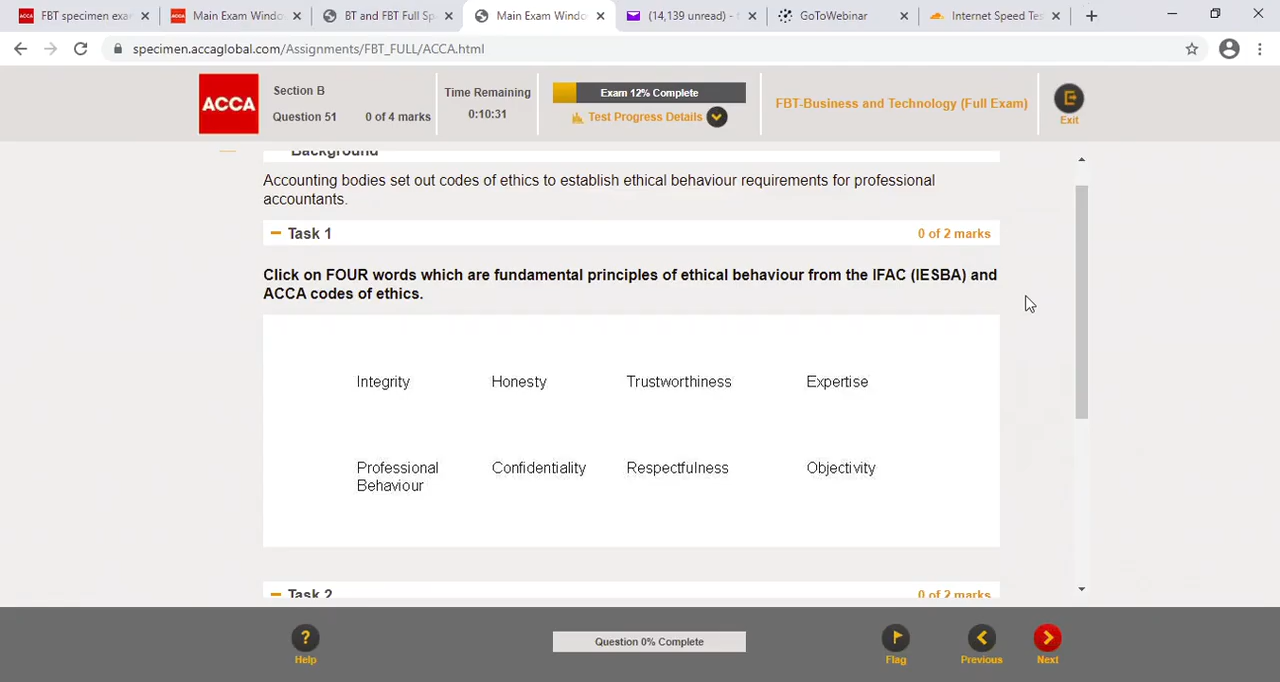 FBT specimen exar
Main Exam Windo
BT and FBT Full Sp
Main Exam Windo
(14,139 unread) -
GoToWebinar
Internet Speed Tes
specimen.accaglobal.com/Assignments/FBT_FULL/ACCA.html
ACCA
Section B
Question 51
0 of 4 marks
Time Remaining
0:10:31
Exam 12% Complete
Test Progress Details
FBT-Business and Technology (Full Exam)
Exit
Background
Accounting bodies set out codes of ethics to establish ethical behaviour requirements for professional
accountants.
Task 1
0 of 2 marks
Click on FOUR words which are fundamental principles of ethical behaviour from the IFAC (IESBA) and
ACCA codes of ethics.
Integrity
Honesty
Trustworthiness
Expertise
Professional
Behaviour
Confidentiality
Respectfulness
Objectivity
Task 2
0 of 2 marks
Help
Question 0% Complete
Flag
Previous
Next